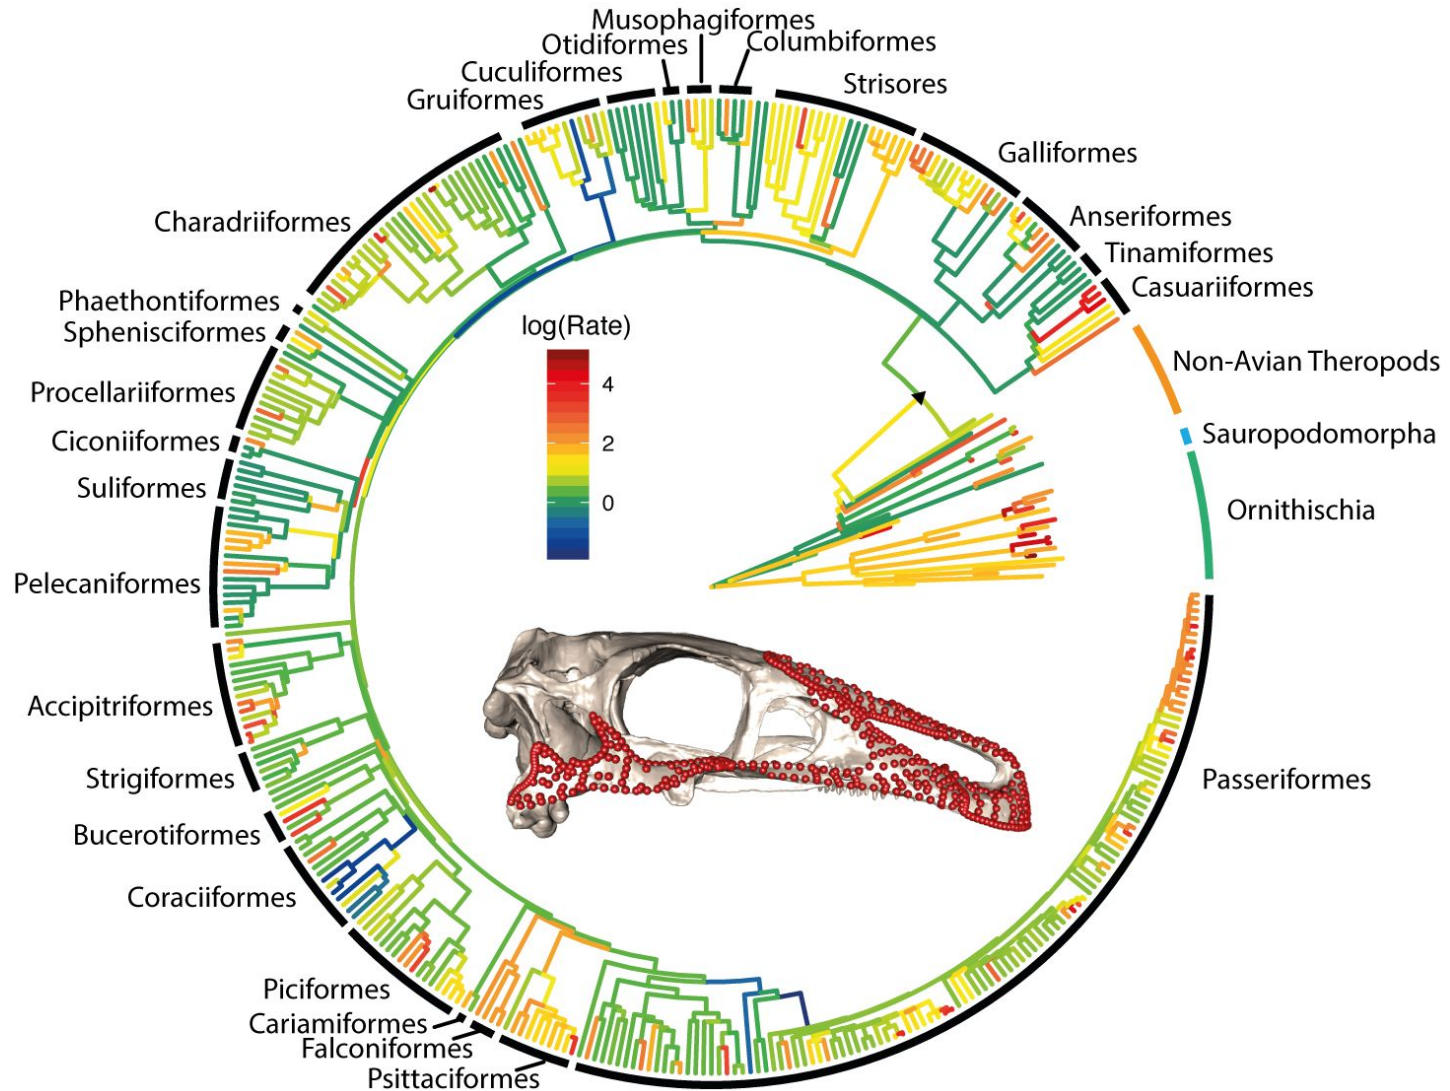 Musophagiformes
Otidiformes
Columbiformes
Cuculiformes
Strisores
Gruiformes
Galliformes
Charadriiformes
Anseriformes
Tinamiformes
Casuariiformes
Phaethontiformes
Sphenisciformes
log(Rate)
Non-Avian Theropods
4
Procellariiformes
Sauropodomorpha
Ciconiiformes
2
Suliformes
0
Ornithischia
Pelecaniformes
Accipitriformes
Strigiformes
Passeriformes
Bucerotiformes
Coraciiformes
Piciformes
Cariamiformes
Falconiformes
Psittaciformes